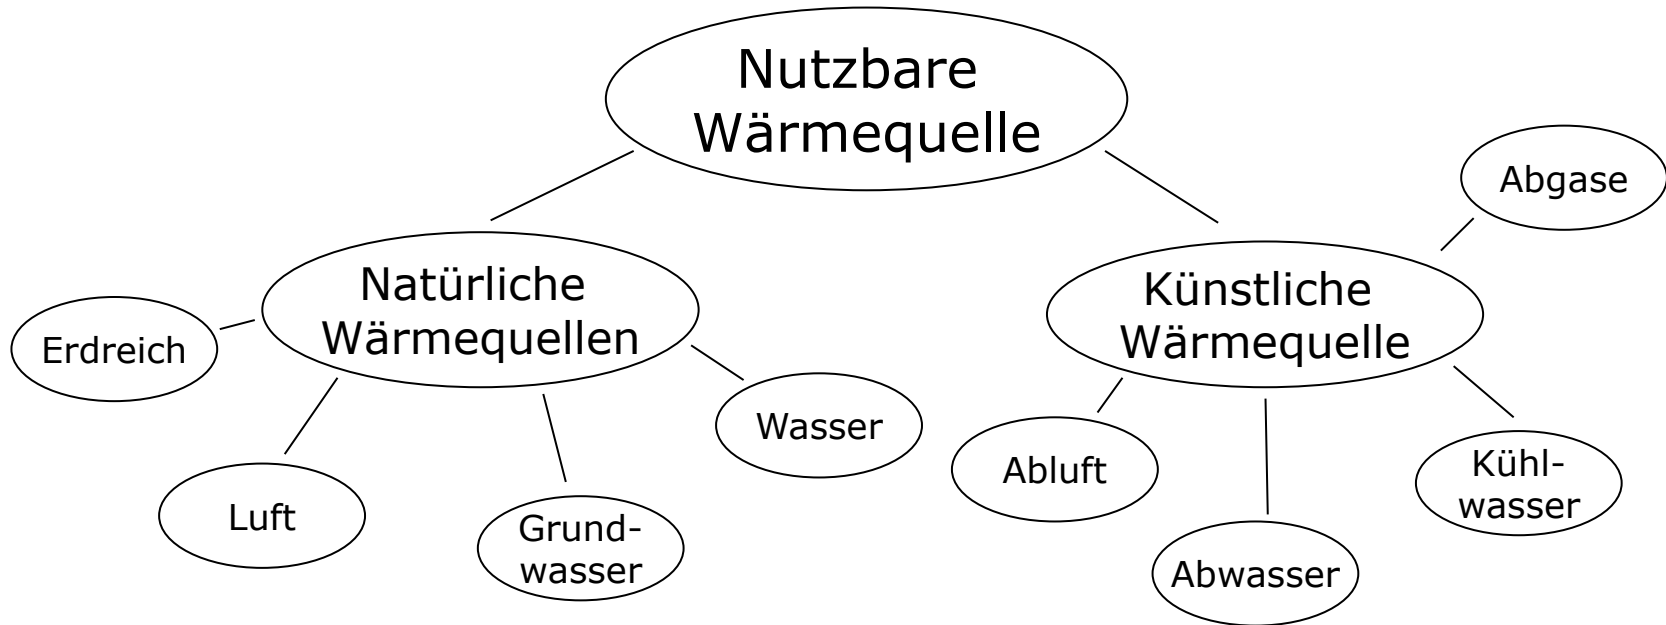 Nutzbare
Wärmequelle
Abgase
Natürliche
Wärmequellen
Künstliche
Wärmequelle
Erdreich
Wasser
Abluft
Kühl-
wasser
Luft
Grund-
wasser
Abwasser